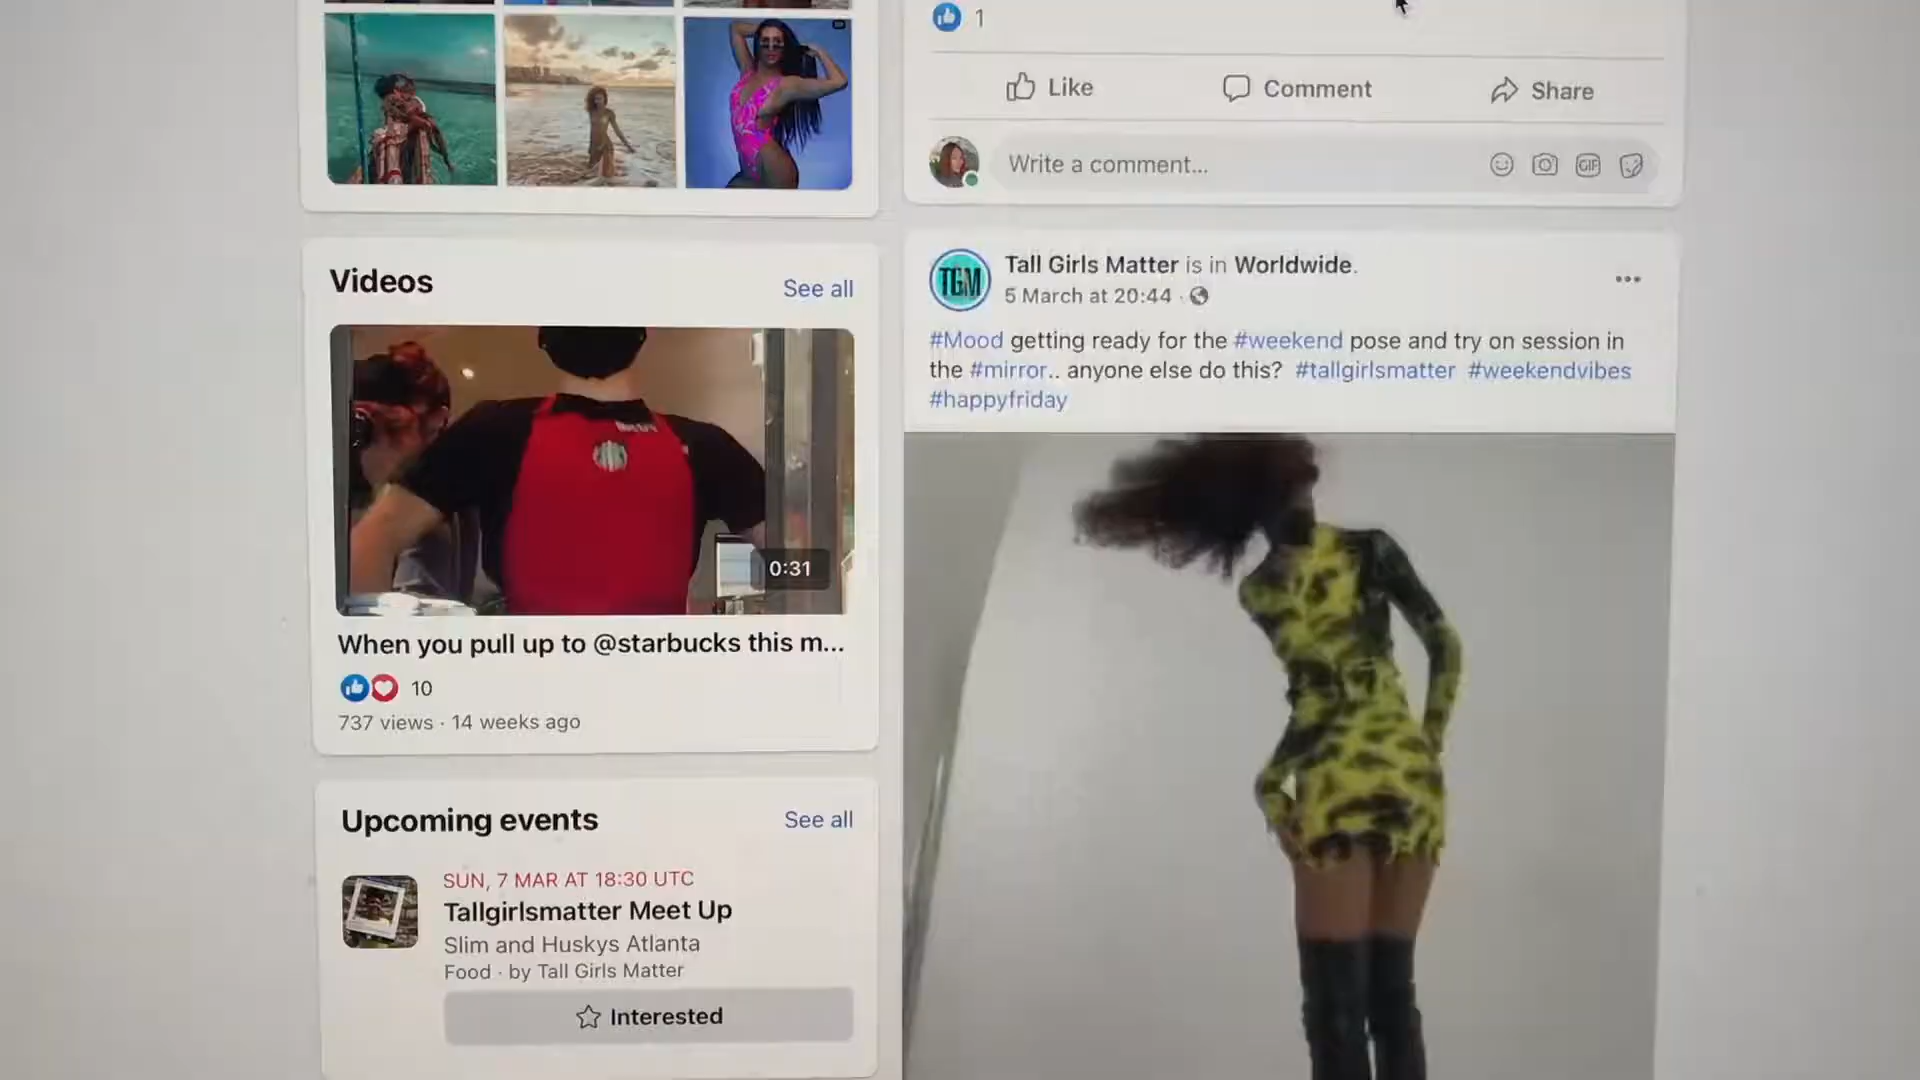 1
Like
Comment
Share
Write a comment...
GIF
Videos
See all
0:31
When you pull up to @starbucks this m...
10
737 views · 14 weeks ago
Upcoming events
See all
SUN, 7 MAR AT 18:30 UTC
Tallgirlsmatter Meet Up
Slim and Huskys Atlanta
Food · by Tall Girls Matter
Interested
TGM
Tall Girls Matter is in Worldwide.
5 March at 20:44 ·
#Mood getting ready for the #weekend pose and try on session in
the #mirror.. anyone else do this? #tallgirlsmatter #weekendvibes
#happyfriday